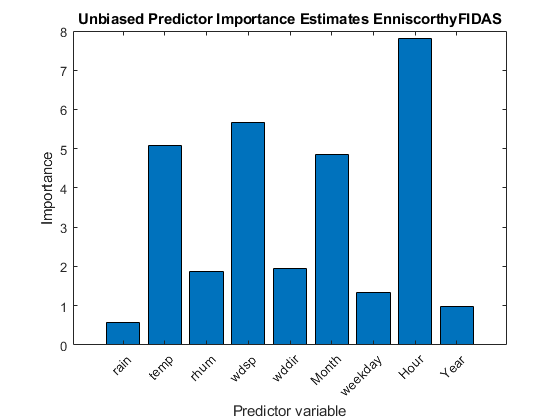 Unbiased Predictor Importance Estimates EnniscorthyFIDAS
8
7
6
5
4
3
2
1
0
Importance
rain
temp
rhum
wdsp
wddir
Month
weekday
Hour
Year
Predictor variable